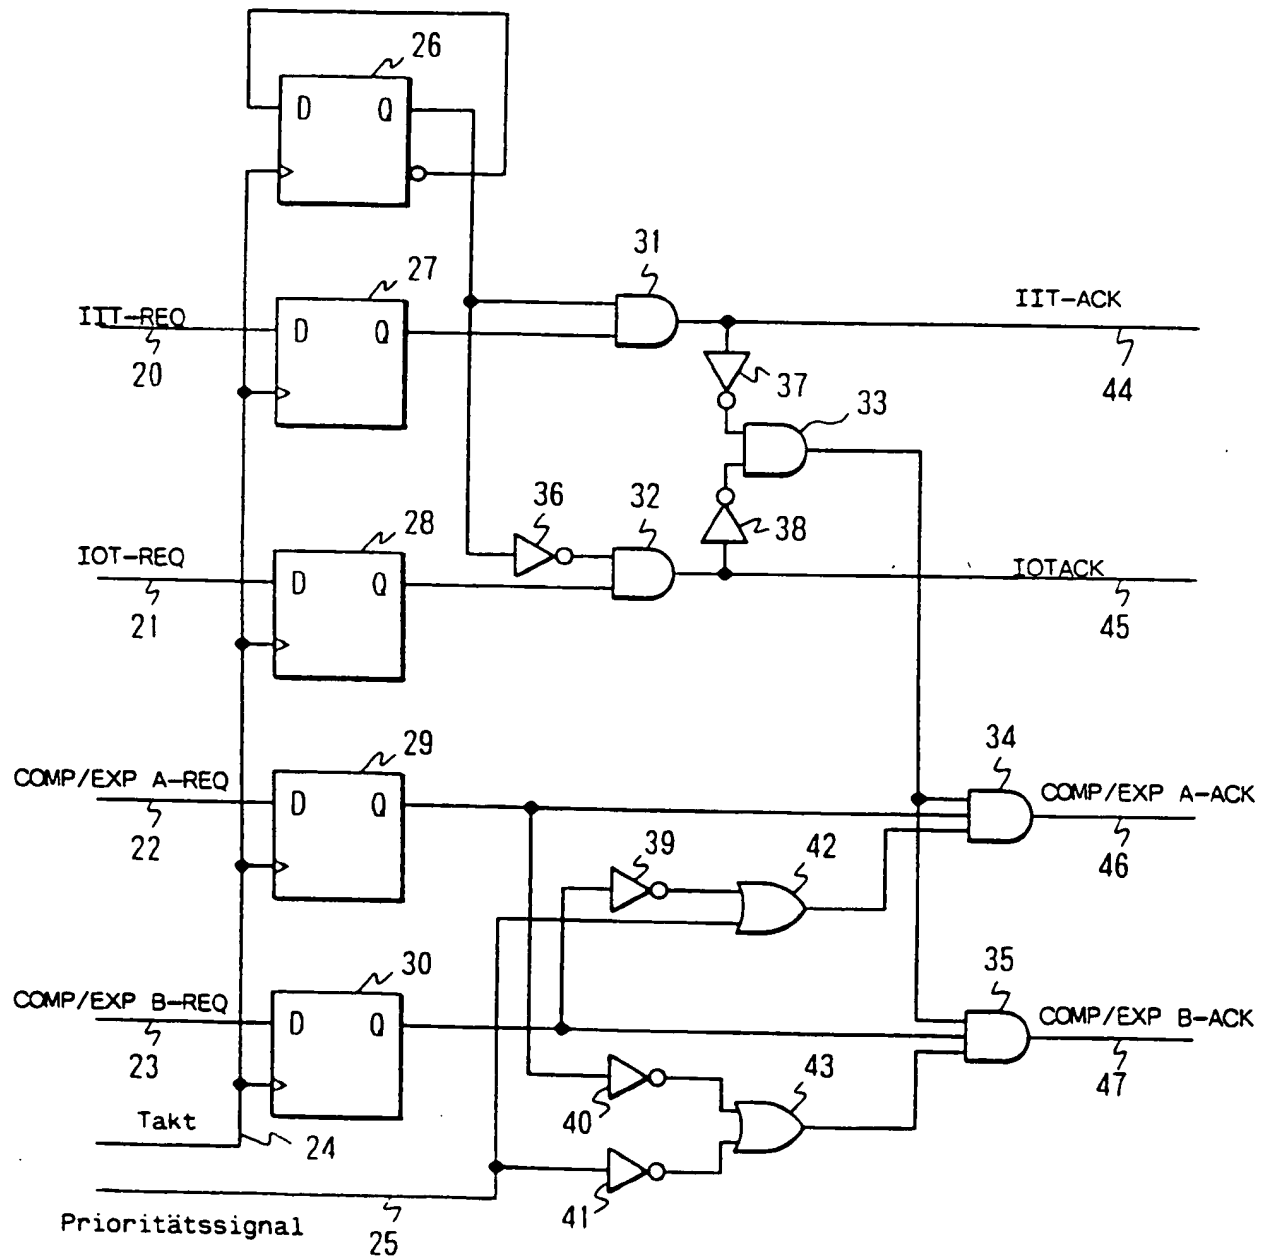 26
D Q
31
27
IIT-REQ D Q
IIT-ACK
20
37
44
33
36 32
28
38
IOT-REQ D Q
IOTACK
21
45
29
34
COMP/EXP A-REQ D Q
COMP/EXP A-ACK
22
39 42
46
30
35
COMP/EXP B-REQ D Q
COMP/EXP B-ACK
23
43
47
Takt
40
24
41
Prioritätssignal
25